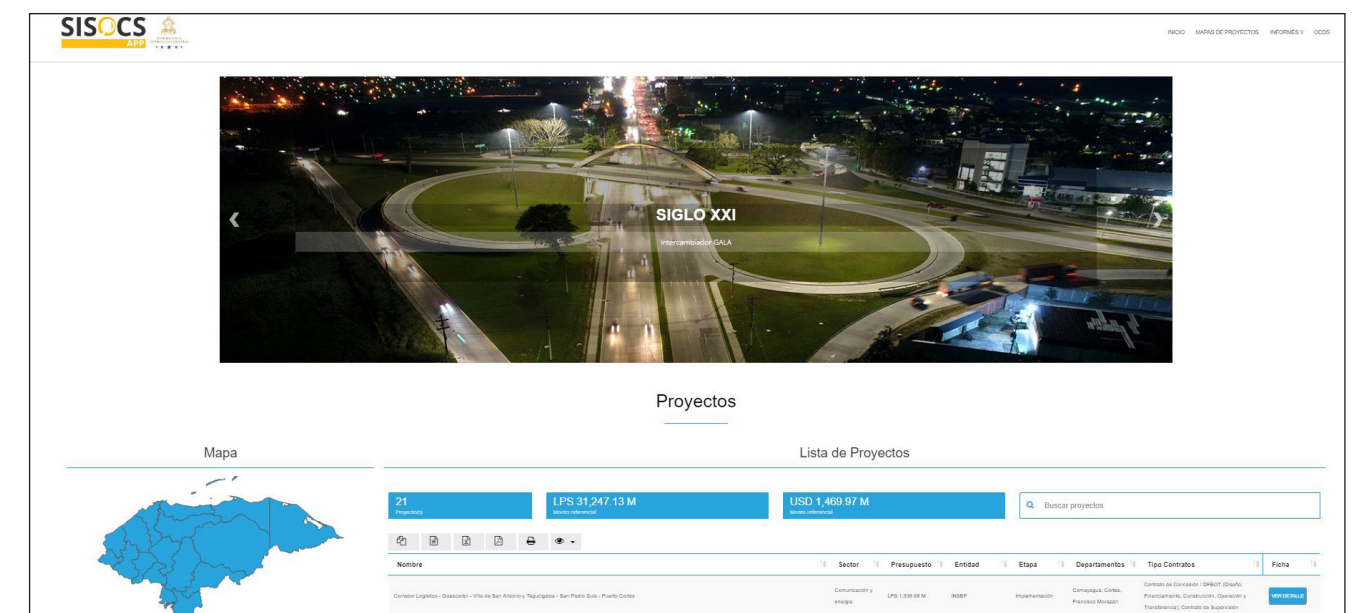 SISOCS
APP
INICIO MAPAS DE PROYECTOS INFORMES V OCDS
SIGLO XXI
Intercambiador GALA
Proyectos
Mapa
Lista de Proyectos
21
Proyecto(s)
LPS 31,247.13 M
Monto referencial
USD 1,469.97 M
Monto referencial
Buscar proyectos
Nombre Sector Presupuesto Entidad Etapa Departamentos Tipo Contratos Ficha
Corredor Logístico - Goascorán - Villa de San Antonio y Tegucigalpa - San Pedro Sula - Puerto Cortés
Comunicación y
energía
INSEP
Implementación
Comayagua, Cortés,
Francisco Morazán
Contrato de Concesión / DFBOT (Diseño,
Financiamiento, Construcción, Operación y
Transferencia), Contrato de Supervisión
VER DETALLE